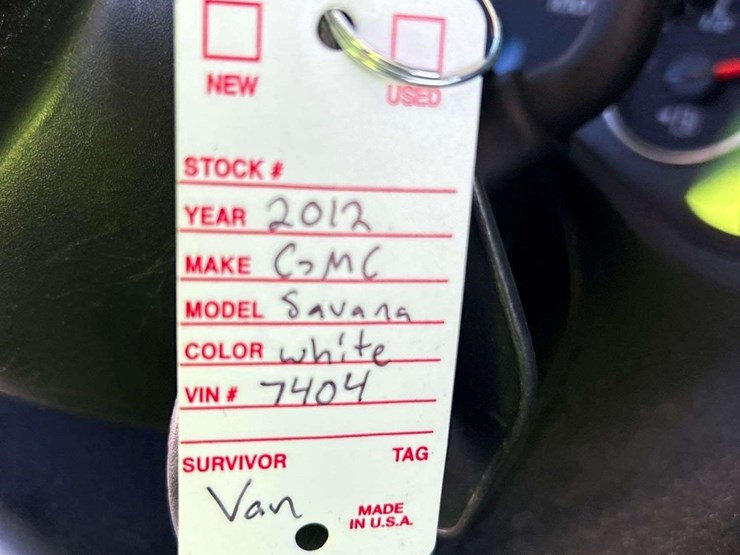 NEW USED
STOCK #
YEAR 2012
MAKE GMC
MODEL Savana
COLOR white
VIN # 7404
SURVIVOR TAG
Van MADE
IN U.S.A.